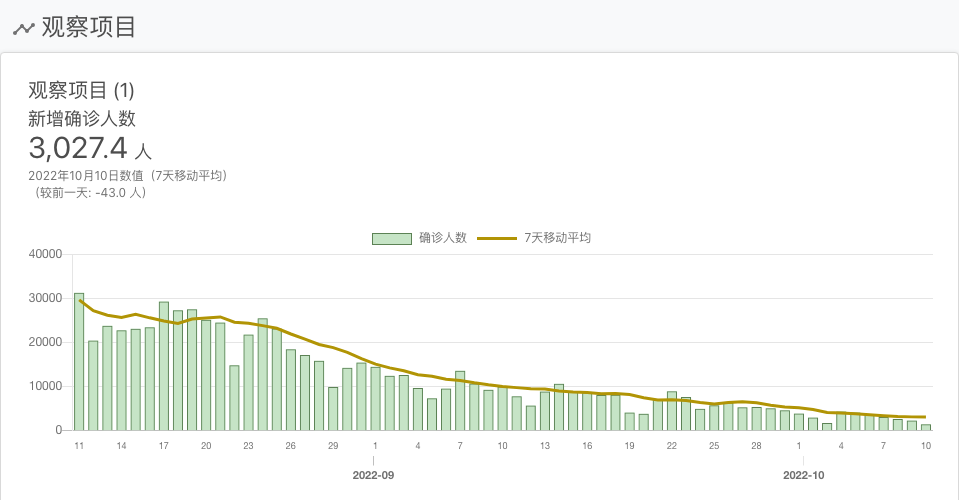 观察项目
观察项目 (1)
新增确诊人数
3,027.4 人
2022年10月10日数值（7天移动平均）
（较前一天: -43.0 人）
确诊人数 7天移动平均
40000
30000
20000
10000
0
11 14 17 20 23 26 29 1 4 7 10 13 16 19 22 25 28 1 4 7 10
2022-09 2022-10